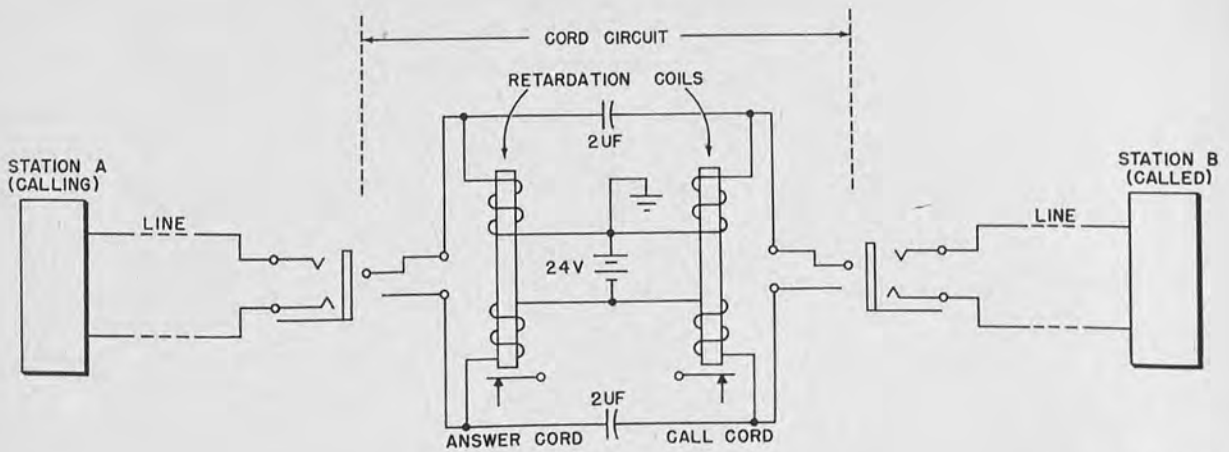 CORD CIRCUIT
RETARDATION COILS
2UF
STATION A
(CALLING)
STATION B
(CALLED)
LINE
LINE
24V
2UF
ANSWER CORD
CALL CORD